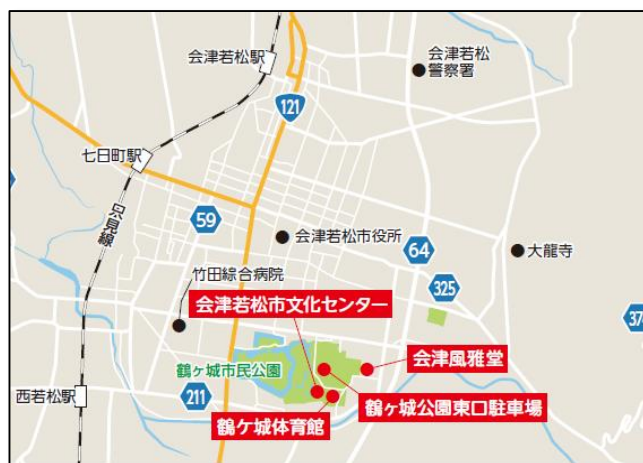 会津若松駅
会津若松
警察署
121
七日町駅
只見線
59
会津若松市役所
64
大龍寺
竹田綜合病院
325
会津若松市文化センター
会津風雅堂
鶴ヶ城市民公園
西若松駅
211
鶴ヶ城公園東口駐車場
鶴ケ城体育館